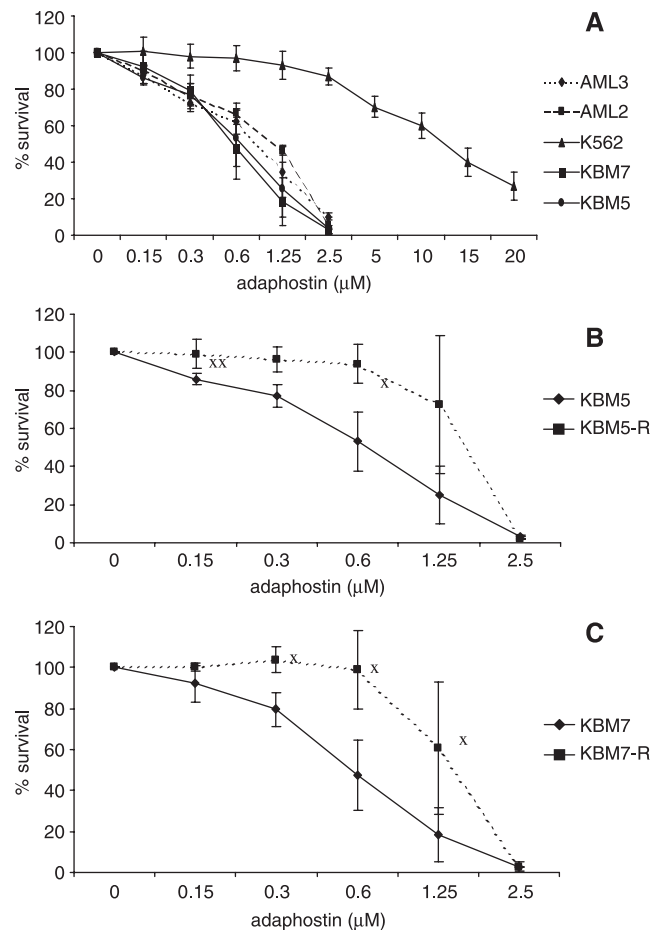 A
120
100
80
60
40
20
0
% survival
0 0.15 0.3 0.6 1.25 2.5 5 10 15 20
adaphostin (μM)
AML3
AML2
K562
KBM7
KBM5
B
120
100
80
60
40
20
0
% survival
xx
x
0 0.15 0.3 0.6 1.25 2.5
adaphostin (μM)
KBM5
KBM5-R
C
120
100
80
60
40
20
0
% survival
x
x
x
0 0.15 0.3 0.6 1.25 2.5
adaphostin (μM)
KBM7
KBM7-R